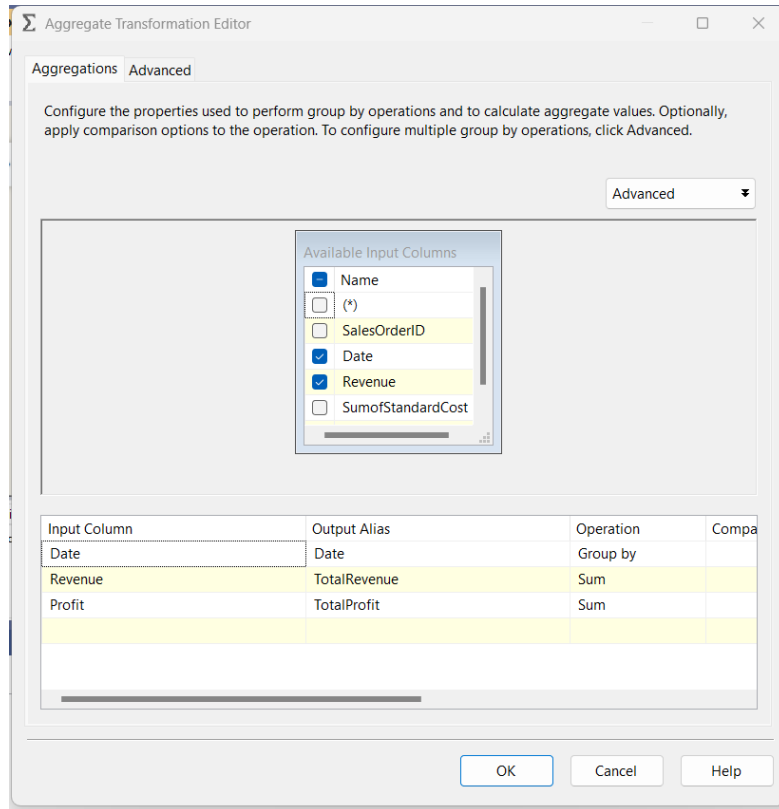 Aggregate Transformation Editor
Aggregations Advanced
Configure the properties used to perform group by operations and to calculate aggregate values. Optionally,
apply comparison options to the operation. To configure multiple group by operations, click Advanced.
Advanced
Available Input Columns
Name
(*)
SalesOrderID
Date
Revenue
SumofStandardCost
Input Column Output Alias Operation Compa
Date Date Group by
Revenue TotalRevenue Sum
Profit TotalProfit Sum
OK Cancel Help